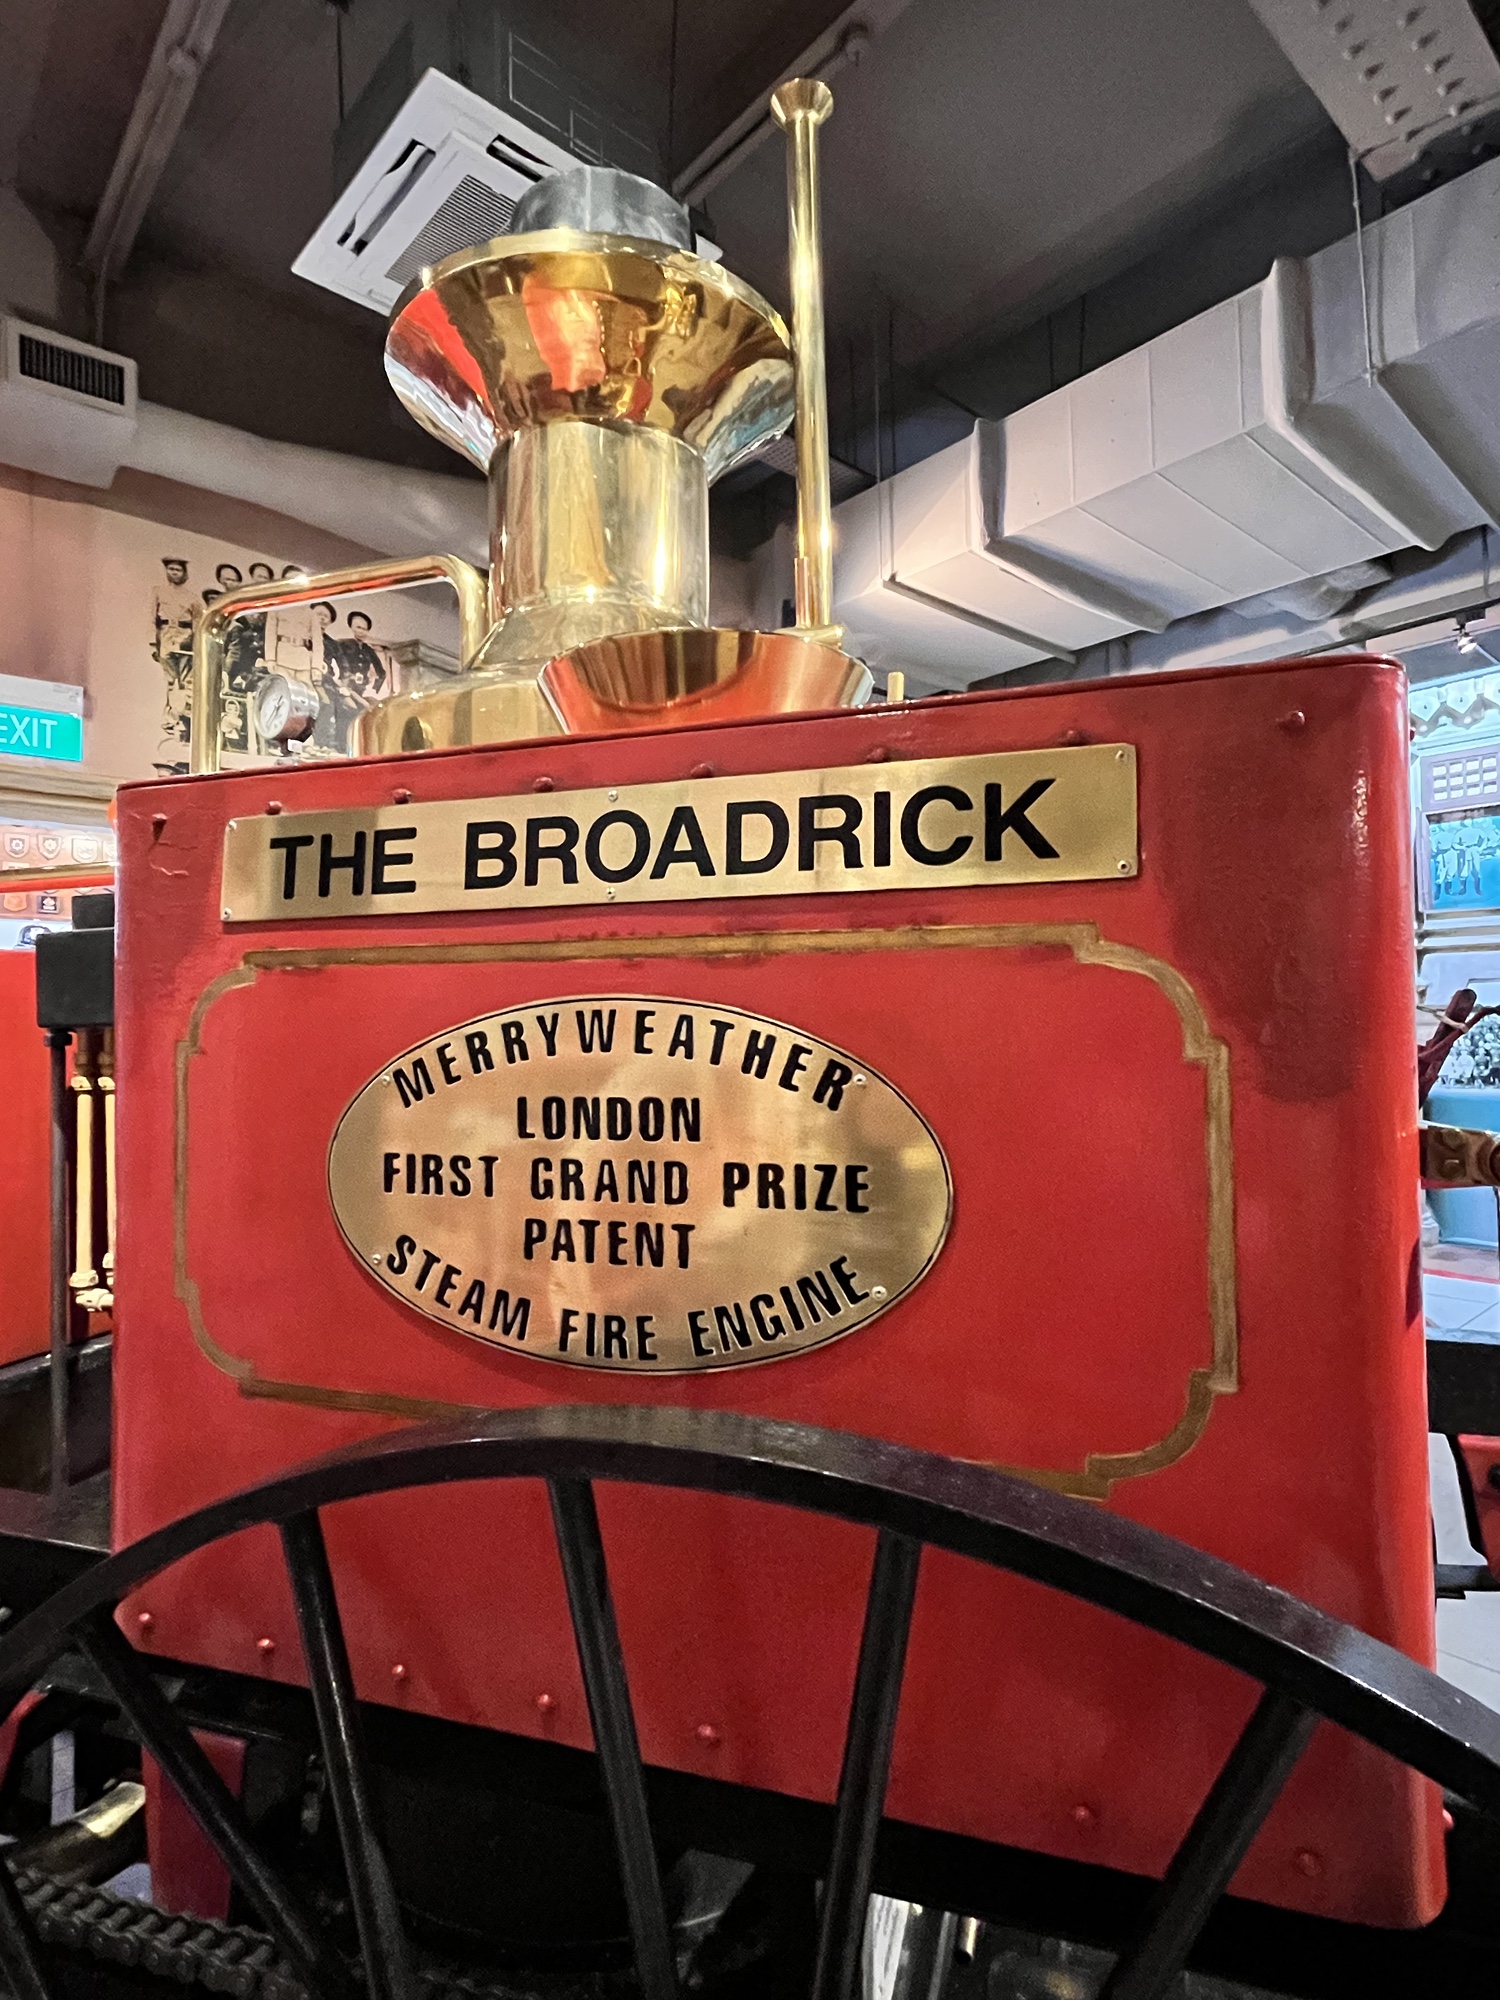 EXIT
THE BROADRICK
MERRYWEATHER
LONDON
FIRST GRAND PRIZE
PATENT
STEAM FIRE ENGINE